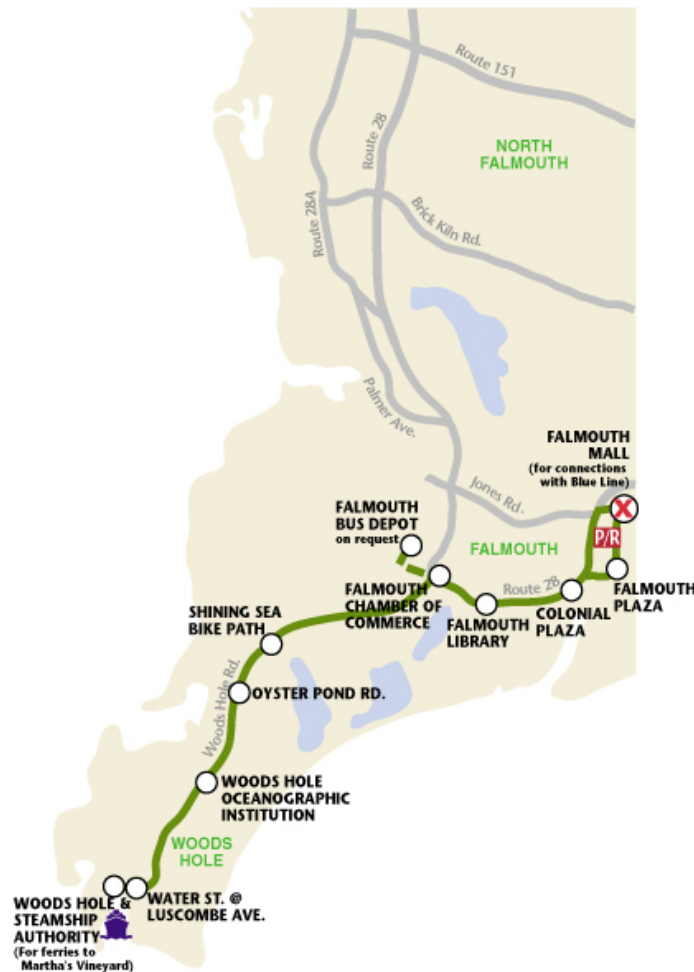 Route 151
Route 28
NORTH
FALMOUTH
Route 28A
Brick Kiln Rd.
Palmer Ave.
FALMOUTH
MALL
(for connections
with Blue Line)
Jones Rd.
FALMOUTH
BUS DEPOT
on request
P/R
FALMOUTH
Route 28
FALMOUTH
PLAZA
FALMOUTH
CHAMBER OF
COMMERCE
FALMOUTH
LIBRARY
COLONIAL
PLAZA
SHINING SEA
BIKE PATH
Woods Hole Rd.
OYSTER POND RD.
WOODS HOLE
OCEANOGRAPHIC
INSTITUTION
WOODS
HOLE
WATER ST. @
LUSCOMBE AVE.
WOODS HOLE &
STEAMSHIP
AUTHORITY
(For ferries to
Martha's Vineyard)